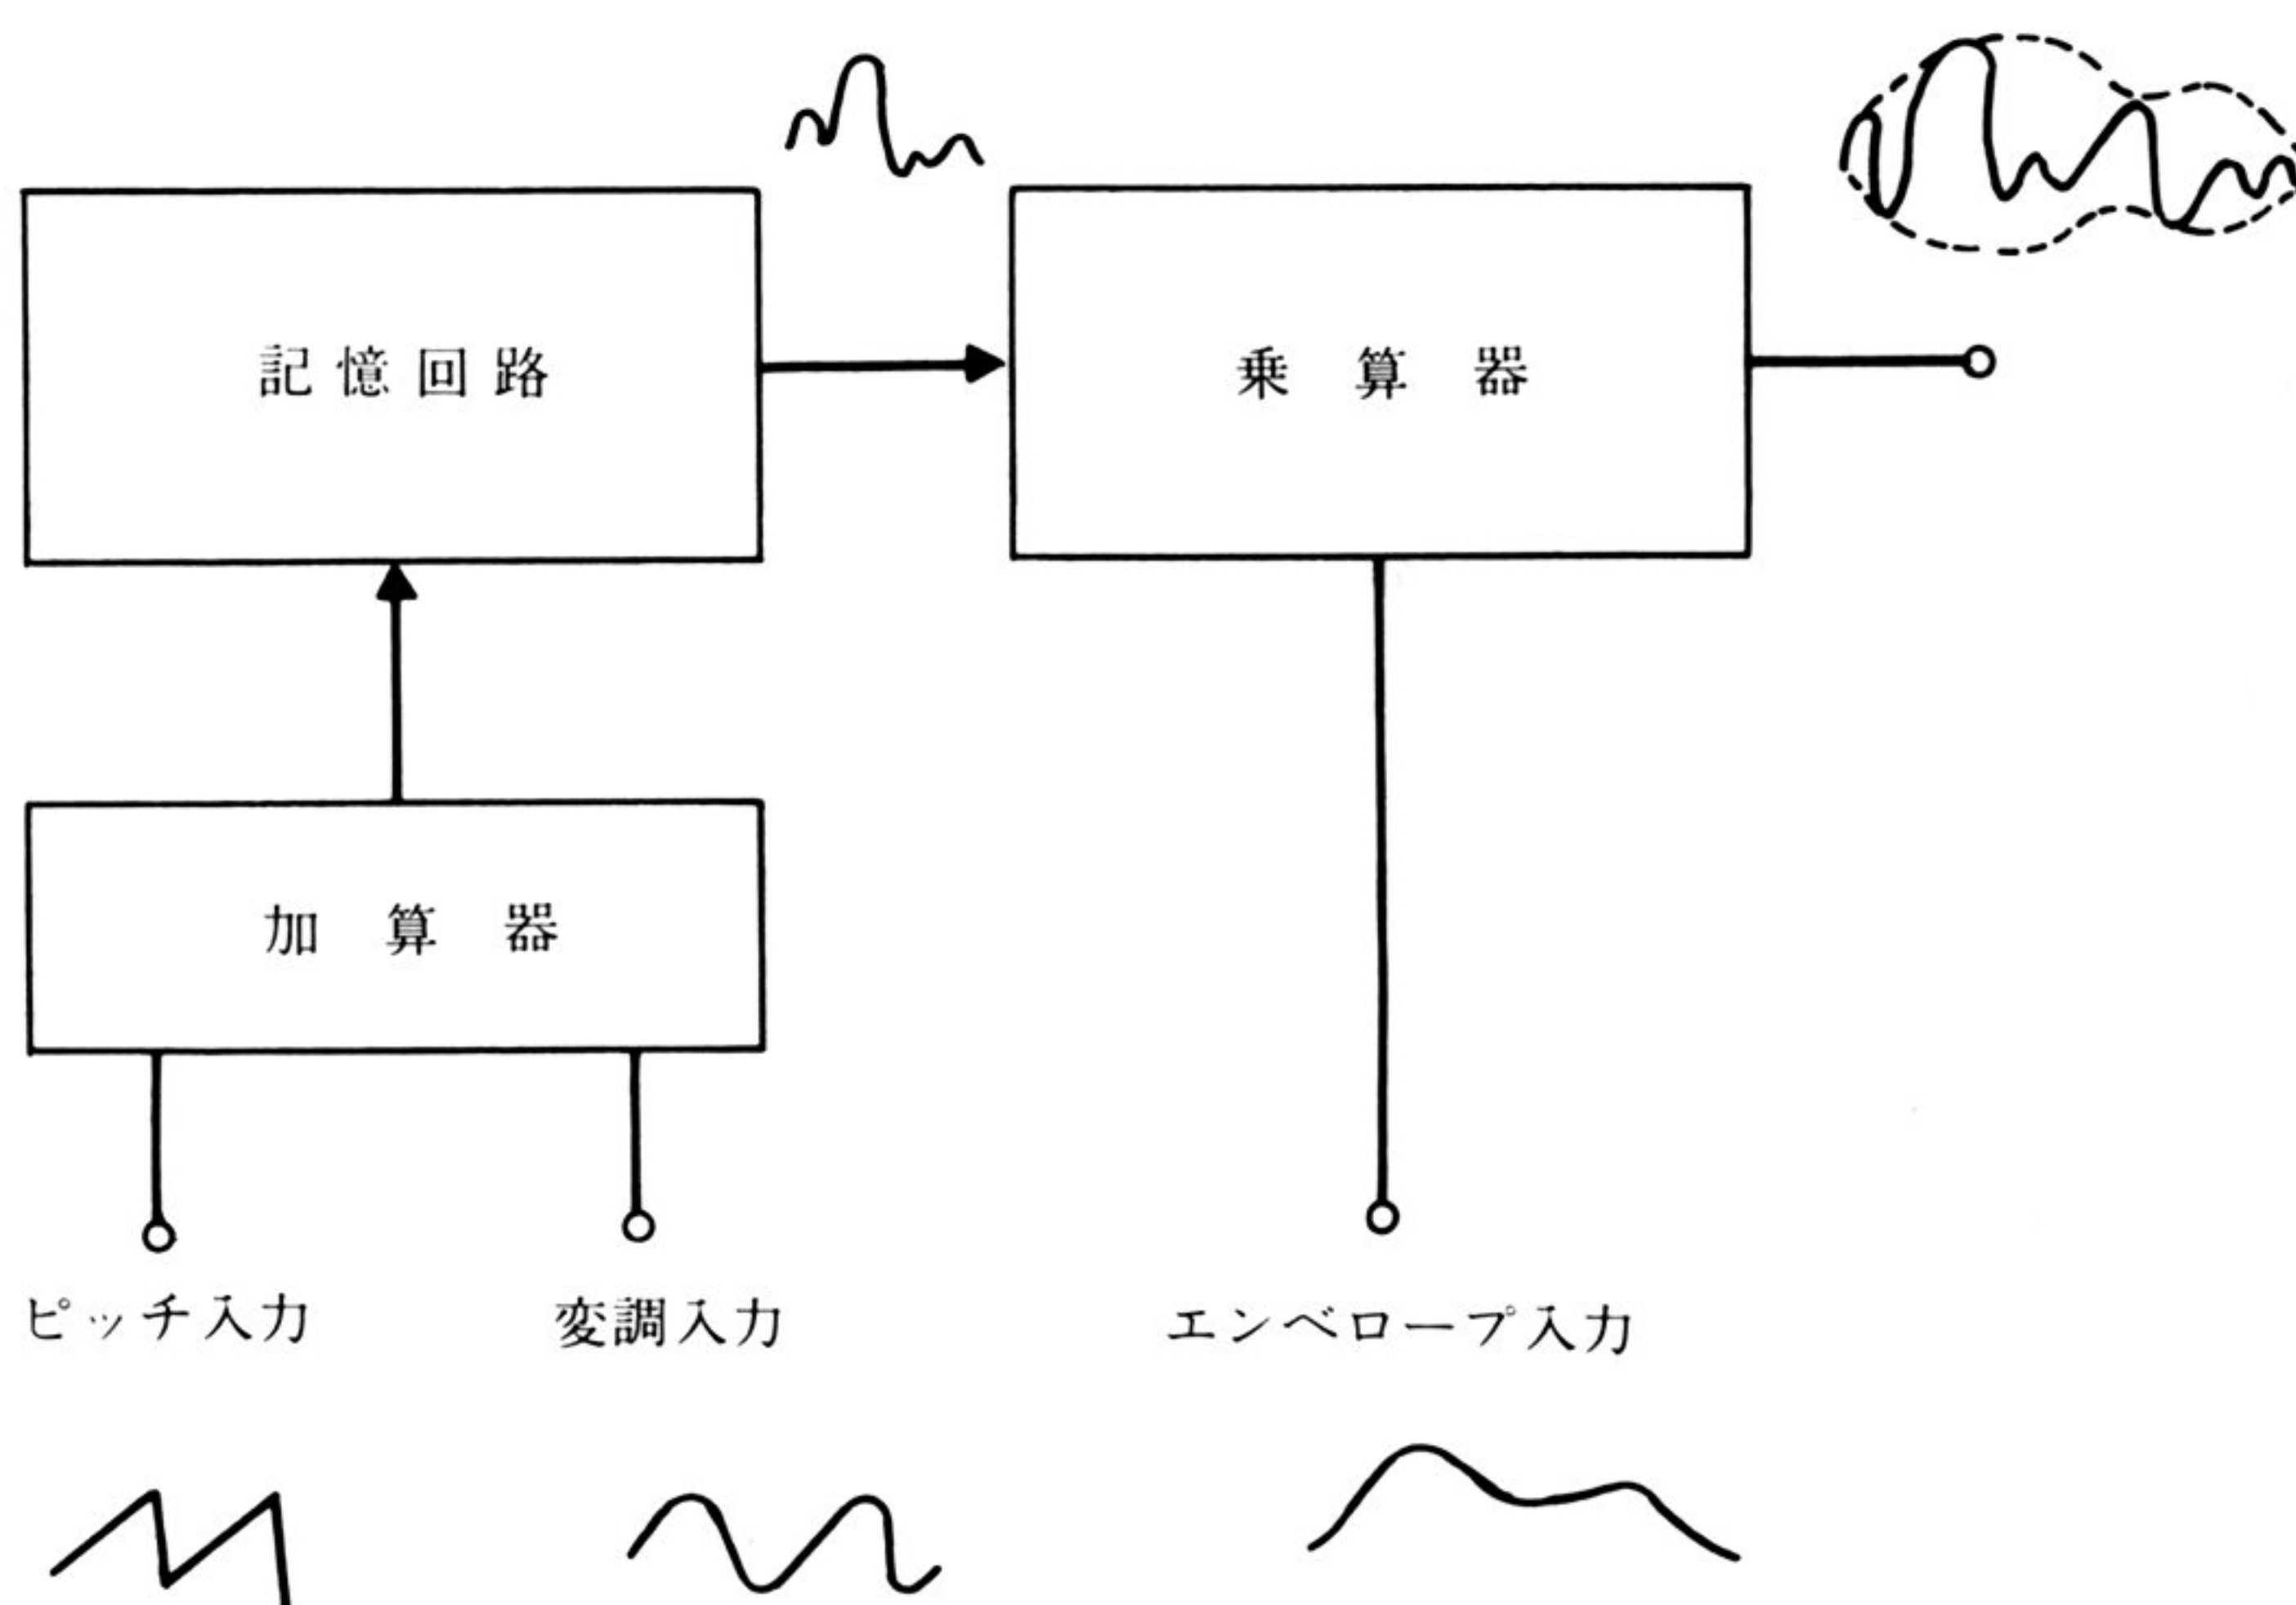 記憶回路
乗算器
加算器
ピッチ入力
変調入力
エンベロープ入力